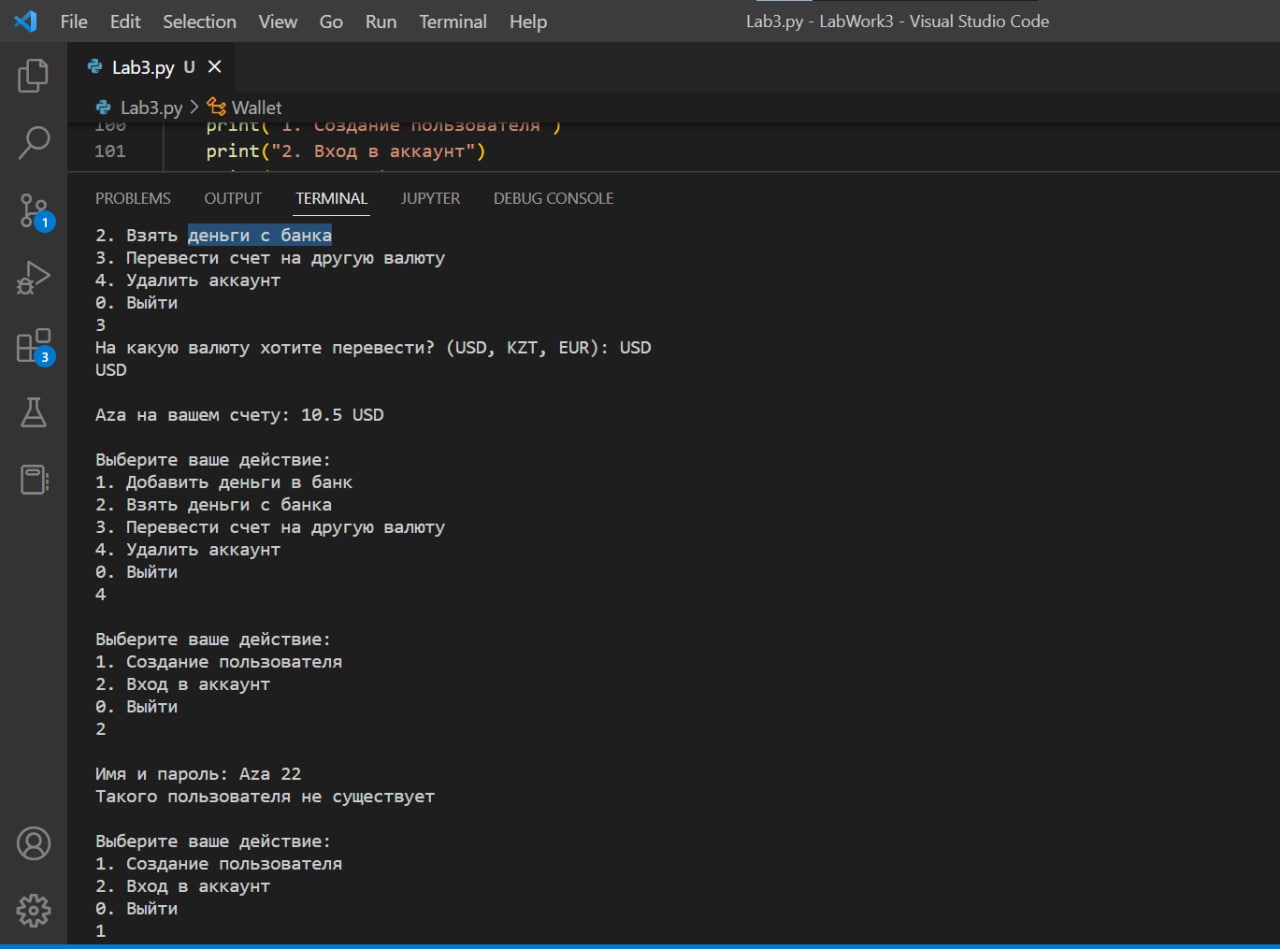 File Edit Selection View Go Run Terminal Help Lab3.py - LabWork3 - Visual Studio Code
Lab3.py U
Lab3.py > Wallet
100 print("1. Создание пользователя")
101 print("2. Вход в аккаунт")
PROBLEMS OUTPUT TERMINAL JUPYTER DEBUG CONSOLE
2. Взять деньги с банка
3. Перевести счет на другую валюту
4. Удалить аккаунт
0. Выйти
3
На какую валюту хотите перевести? (USD, KZT, EUR): USD
USD
Aza на вашем счету: 10.5 USD
Выберите ваше действие:
1. Добавить деньги в банк
2. Взять деньги с банка
3. Перевести счет на другую валюту
4. Удалить аккаунт
0. Выйти
4
Выберите ваше действие:
1. Создание пользователя
2. Вход в аккаунт
0. Выйти
2
Имя и пароль: Aza 22
Такого пользователя не существует
Выберите ваше действие:
1. Создание пользователя
2. Вход в аккаунт
0. Выйти
1
1
3